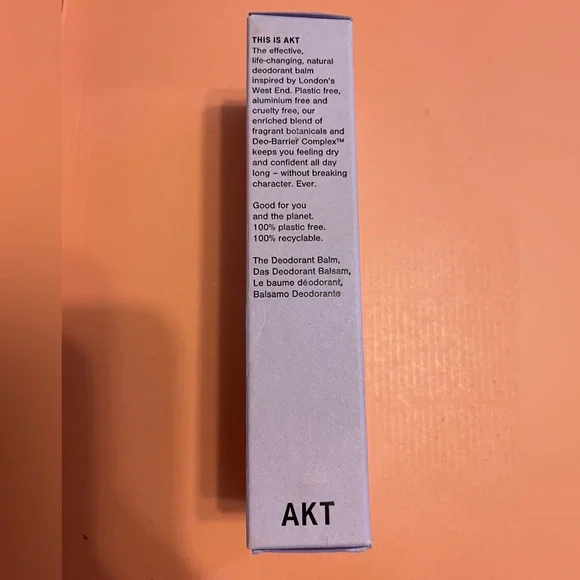 THIS IS AKT
The effective,
life-changing, natural
deodorant balm
inspired by London's
West End. Plastic free,
aluminium free and
cruelty free, our
enriched blend of
fragrant botanicals and
Deo-Barrier Complex™
keeps you feeling dry
and confident all day
long – without breaking
character. Ever.
Good for you
and the planet.
100% plastic free.
100% recyclable.
The Deodorant Balm,
Das Deodorant Balsam,
Le baume déodorant,
Balsamo Deodorante
AKT